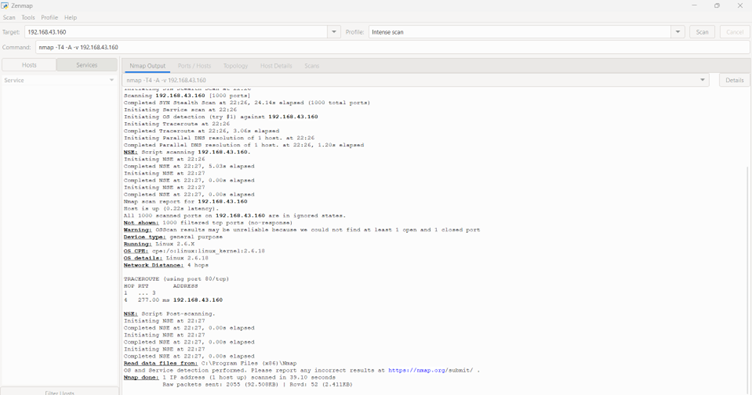 Zenmap
Scan Tools Profile Help
Target: 192.168.43.160 Profile: Intense scan Scan Cancel
Command: nmap -T4 -A -v 192.168.43.160
Hosts Services Nmap Output Ports / Hosts Topology Host Details Scans
Service nmap -T4 -A -v 192.168.43.160 Details
Initiating SYN Stealth Scan at 22:26
Scanning 192.168.43.160 [1000 ports]
Completed SYN Stealth Scan at 22:26, 24.14s elapsed (1000 total ports)
Initiating Service scan at 22:26
Initiating OS detection (try #1) against 192.168.43.160
Initiating Traceroute at 22:26
Completed Traceroute at 22:26, 3.06s elapsed
Initiating Parallel DNS resolution of 1 host. at 22:26
Completed Parallel DNS resolution of 1 host. at 22:26, 1.20s elapsed
NSE: Script scanning 192.168.43.160.
Initiating NSE at 22:26
Completed NSE at 22:27, 5.03s elapsed
Initiating NSE at 22:27
Completed NSE at 22:27, 0.00s elapsed
Initiating NSE at 22:27
Completed NSE at 22:27, 0.00s elapsed
Nmap scan report for 192.168.43.160
Host is up (0.22s latency).
All 1000 scanned ports on 192.168.43.160 are in ignored states.
Not shown: 1000 filtered tcp ports (no-response)
Warning: OSScan results may be unreliable because we could not find at least 1 open and 1 closed port
Device type: general purpose
Running: Linux 2.6.X
OS CPE: cpe:/o:linux:linux_kernel:2.6.18
OS details: Linux 2.6.18
Network Distance: 4 hops
TRACEROUTE (using port 80/tcp)
HOP RTT ADDRESS
1 ... 3
4 277.00 ms 192.168.43.160
NSE: Script Post-scanning.
Initiating NSE at 22:27
Completed NSE at 22:27, 0.00s elapsed
Initiating NSE at 22:27
Completed NSE at 22:27, 0.00s elapsed
Initiating NSE at 22:27
Completed NSE at 22:27, 0.00s elapsed
Read data files from: C:\Program Files (x86)\Nmap
OS and Service detection performed. Please report any incorrect results at https://nmap.org/submit/ .
Nmap done: 1 IP address (1 host up) scanned in 39.10 seconds
Raw packets sent: 2055 (92.508KB) | Rcvd: 52 (2.411KB)
Filter Hosts